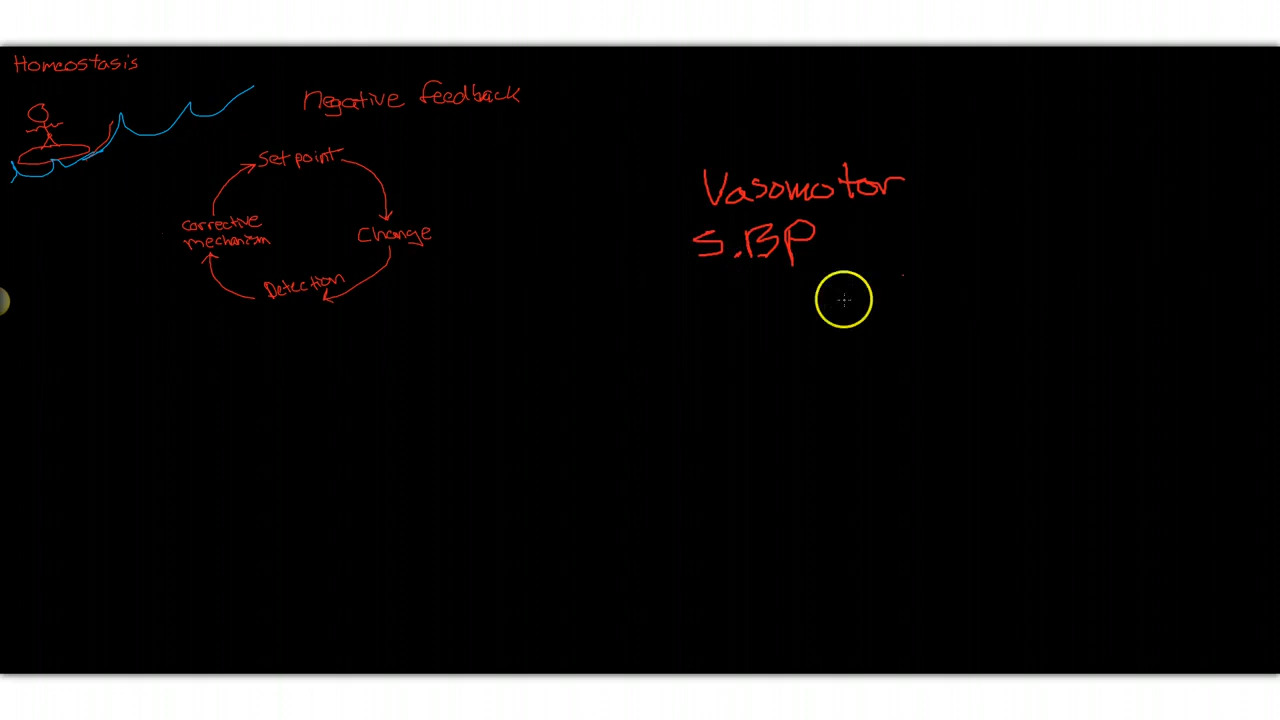 Homeostasis
negative feedback
Set point
Corrective
mechanism
Change
Detection
Vasomotor
S.BP